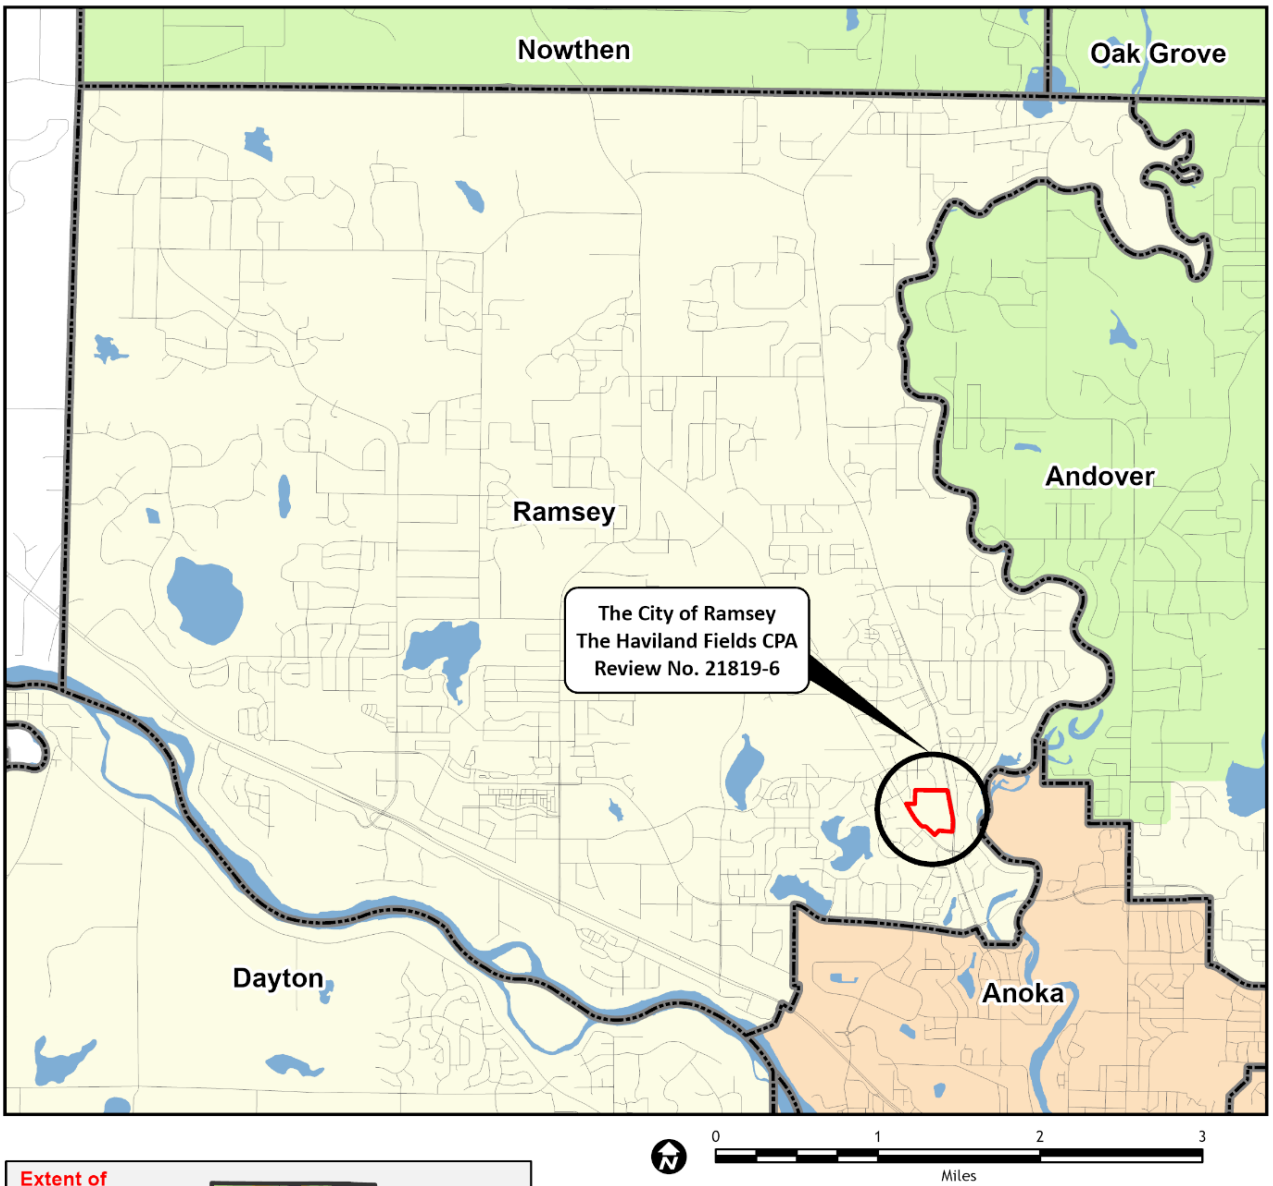 Nowthen
Oak Grove
Andover
Ramsey
The City of Ramsey
The Haviland Fields CPA
Review No. 21819-6
Dayton
Anoka
N
0 1 2 3
Miles
Extent of